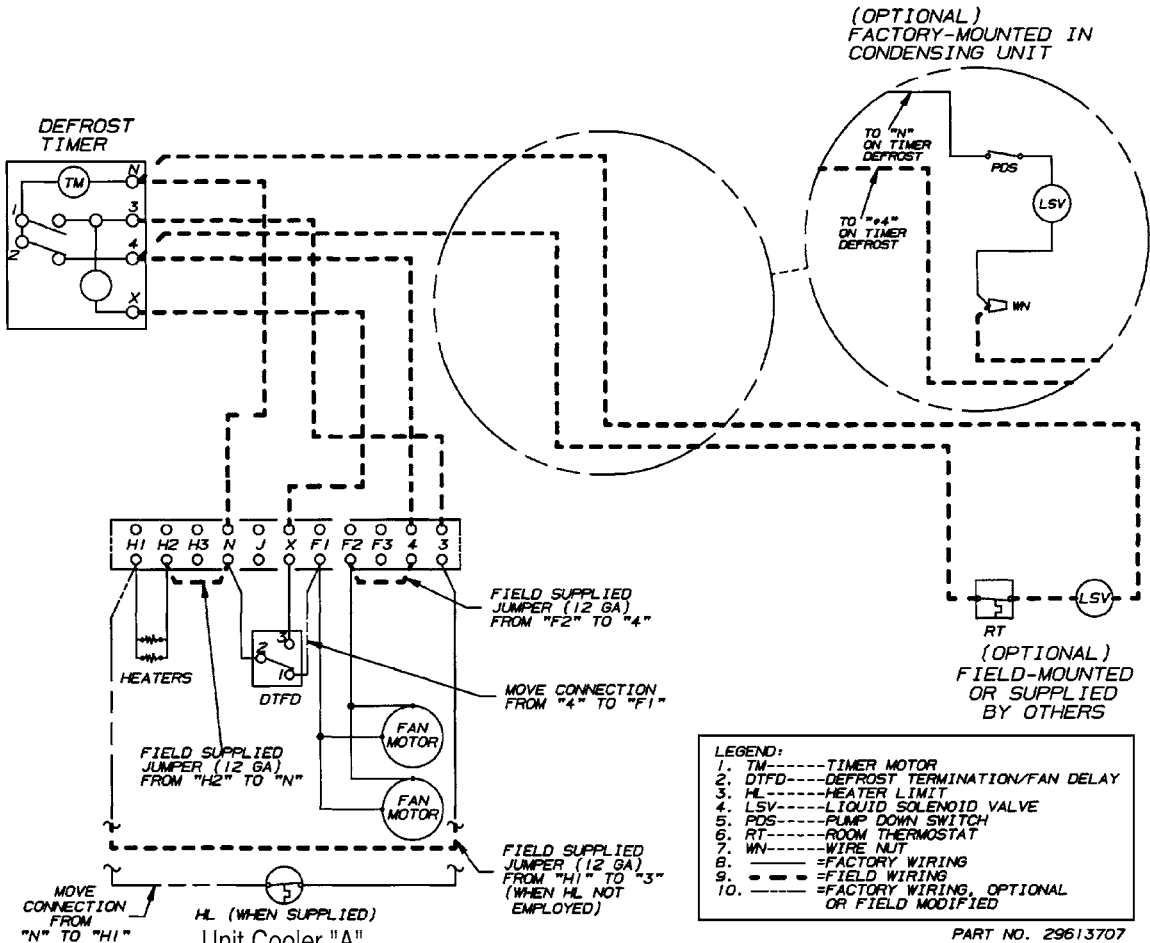 (OPTIONAL)
FACTORY-MOUNTED IN
CONDENSING UNIT
DEFROST
TIMER
TM
N
1
3
2
4
X
TO "N"
ON TIMER
DEFROST
PDS
LSV
TO "#4"
ON TIMER
DEFROST
WN
H1 H2 H3 N J X F1 F2 F3 4 3
HEATERS
3
2
1
DTFD
FIELD SUPPLIED
JUMPER (12 GA)
FROM "F2" TO "4"
MOVE CONNECTION
FROM "4" TO "F1"
FIELD SUPPLIED
JUMPER (12 GA)
FROM "H2" TO "N"
FAN
MOTOR
FAN
MOTOR
RT
LSV
(OPTIONAL)
FIELD-MOUNTED
OR SUPPLIED
BY OTHERS
FIELD SUPPLIED
JUMPER (12 GA)
FROM "H1" TO "3"
(WHEN HL NOT
EMPLOYED)
MOVE
CONNECTION
FROM
"N" TO "H1"
HL (WHEN SUPPLIED)
Unit Cooler "A"
LEGEND:
1. TM------TIMER MOTOR
2. DTFD----DEFROST TERMINATION/FAN DELAY
3. HL------HEATER LIMIT
4. LSV-----LIQUID SOLENOID VALVE
5. PDS-----PUMP DOWN SWITCH
6. RT------ROOM THERMOSTAT
7. WN------WIRE NUT
8. =FACTORY WIRING
9. =FIELD WIRING
10. =FACTORY WIRING, OPTIONAL
OR FIELD MODIFIED
PART NO. 29613707